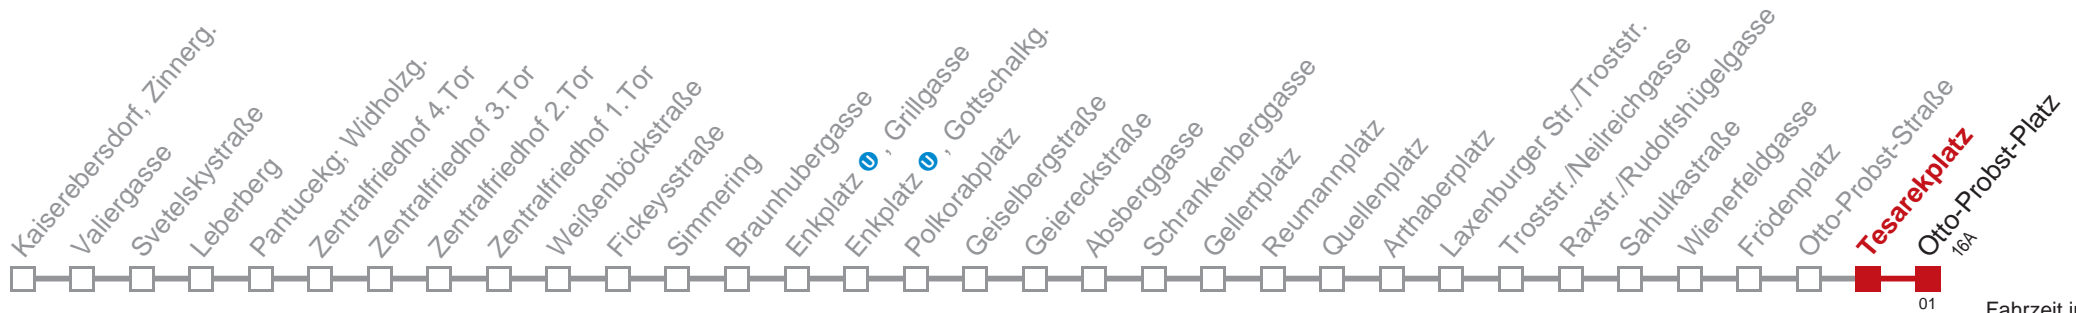 Kaiserebersdorf, Zinnerg.
Valiergasse
Svetelskystraße
Leberberg
Pantucekg; Widholzg.
Zentralfriedhof 4.Tor
Zentralfriedhof 3.Tor
Zentralfriedhof 2.Tor
Zentralfriedhof 1.Tor
Weißenböckstraße
Fickeysstraße
Simmering
Braunhubergasse
Enkplatz U , Grillgasse
Enkplatz U , Gottschalkg.
Polkorabplatz
Geiselbergstraße
Geiereckstraße
Absberggasse
Schrankenberggasse
Gellertplatz
Reumannplatz
Quellenplatz
Arthaberplatz
Laxenburger Str./Troststr.
Troststr./Neilreichgasse
Raxstr./Rudolfshügelgasse
Sahulkastraße
Wienerfeldgasse
Frödenplatz
Otto-Probst-Straße
Tesarekplatz
Otto-Probst-Platz
16A
01
Fahrzeit i